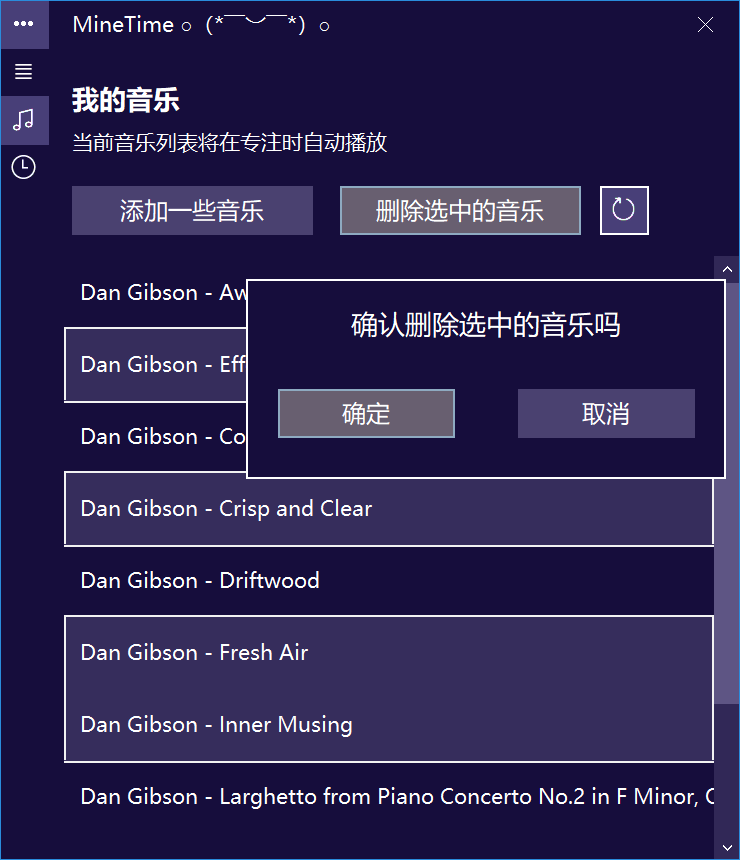 MineTime ○ （*￣︶￣*）○
我的音乐
当前音乐列表将在专注时自动播放
添加一些音乐
删除选中的音乐
Dan Gibson - Aw
确认删除选中的音乐吗
Dan Gibson - Eff
确定
取消
Dan Gibson - Co
Dan Gibson - Crisp and Clear
Dan Gibson - Driftwood
Dan Gibson - Fresh Air
Dan Gibson - Inner Musing
Dan Gibson - Larghetto from Piano Concerto No.2 in F Minor,